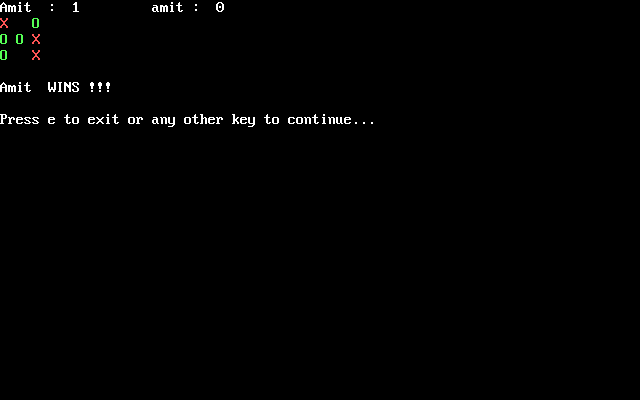 Amit : 1 amit : 0
X O
O O X
O X
Amit WINS !!!
Press e to exit or any other key to continue...